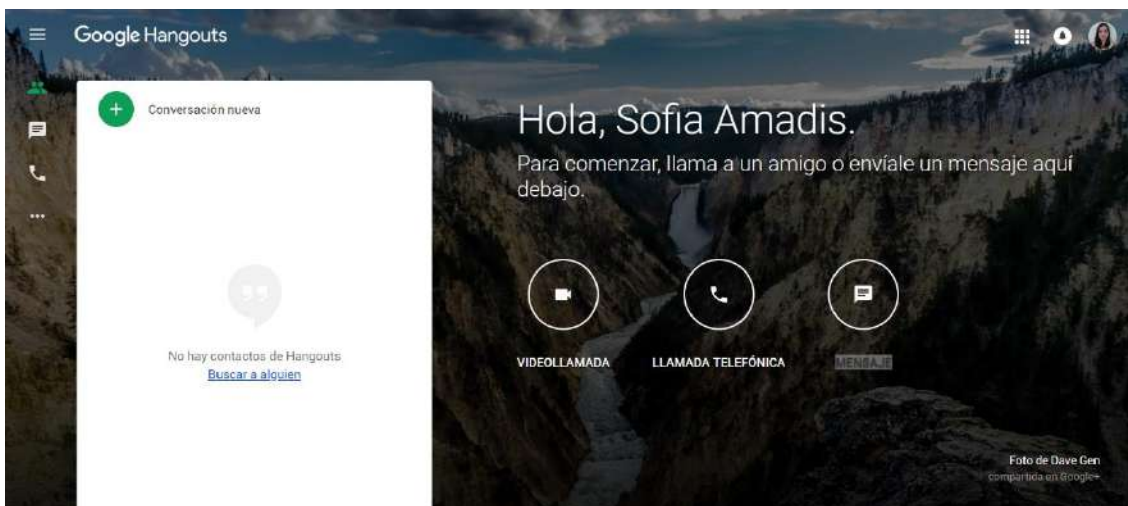 Google Hangouts
Conversación nueva
No hay contactos de Hangouts
Buscar a alguien
Hola, Sofia Amadis.
Para comenzar, llama a un amigo o envíale un mensaje aquí
debajo.
VIDEOLLAMADA
LLAMADA TELEFÓNICA
MENSAJE
Foto de Dave Gen
compartida en Google+